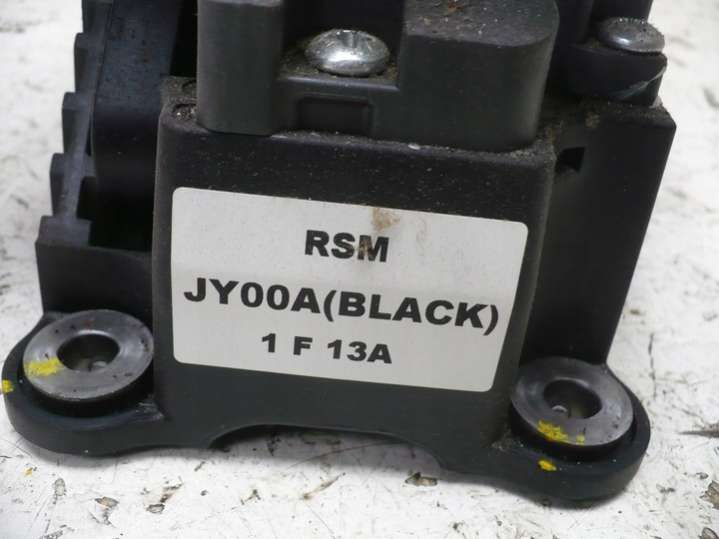 RSM
JY00A(BLACK)
1 F 13A